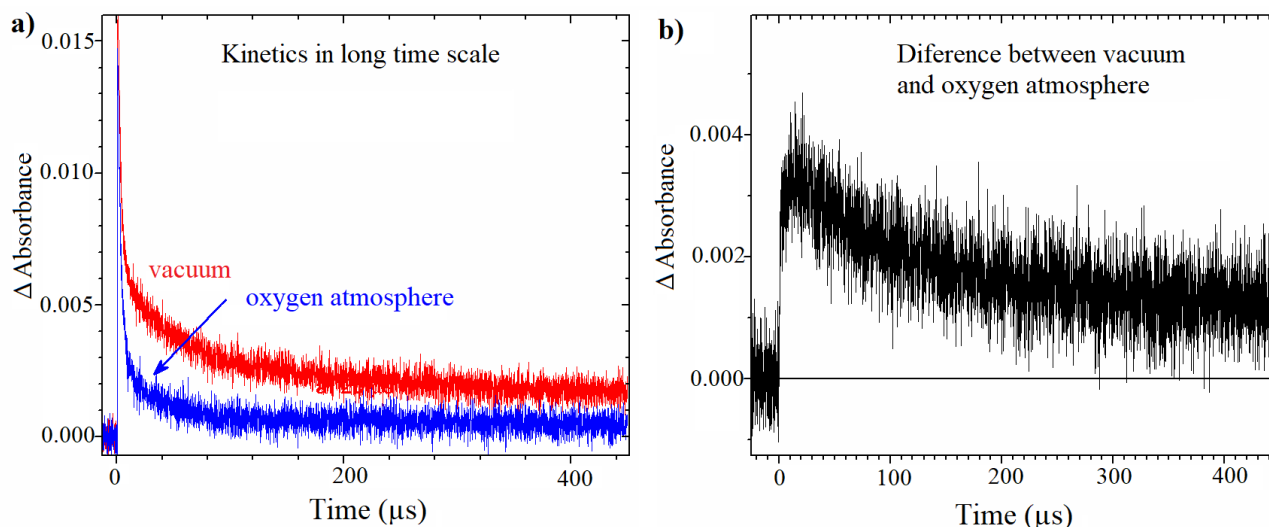 a)
Kinetics in long time scale
0.015
0.010
0.005
0.000
Δ Absorbance
vacuum
oxygen atmosphere
0
200
400
Time (µs)
b)
Diference between vacuum
and oxygen atmosphere
0.004
0.002
0.000
Δ Absorbance
0
100
200
300
400
Time (µs)